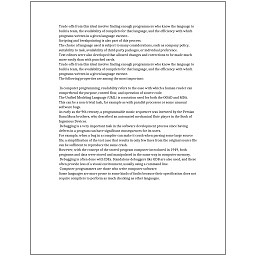 Trade-offs from this ideal involve finding enough programmers who know the language to
build a team, the availability of compilers for that language, and the efficiency with which
programs written in a given language execute.
Scripting and breakpointing is also part of this process.
The choice of language used is subject to many considerations, such as company policy,
suitability to task, availability of third-party packages, or individual preference.
Text editors were also developed that allowed changes and corrections to be made much
more easily than with punched cards.
Trade-offs from this ideal involve finding enough programmers who know the language to
build a team, the availability of compilers for that language, and the efficiency with which
programs written in a given language execute.
The following properties are among the most important:
In computer programming, readability refers to the ease with which a human reader can
comprehend the purpose, control flow, and operation of source code.
The Unified Modeling Language (UML) is a notation used for both the OOAD and MDA.
This can be a non-trivial task, for example as with parallel processes or some unusual
software bugs.
As early as the 9th century, a programmable music sequencer was invented by the Persian
Banu Musa brothers, who described an automated mechanical flute player in the Book of
Ingenious Devices.
Debugging is a very important task in the software development process since having
defects in a program can have significant consequences for its users.
For example, when a bug in a compiler can make it crash when parsing some large source
file, a simplification of the test case that results in only few lines from the original source file
can be sufficient to reproduce the same crash.
However, with the concept of the stored-program computer introduced in 1949, both
programs and data were stored and manipulated in the same way in computer memory.
Debugging is often done with IDEs. Standalone debuggers like GDB are also used, and these
often provide less of a visual environment, usually using a command line.
Computer programmers are those who write computer software.
Some languages are more prone to some kinds of faults because their specification does not
require compilers to perform as much checking as other languages.